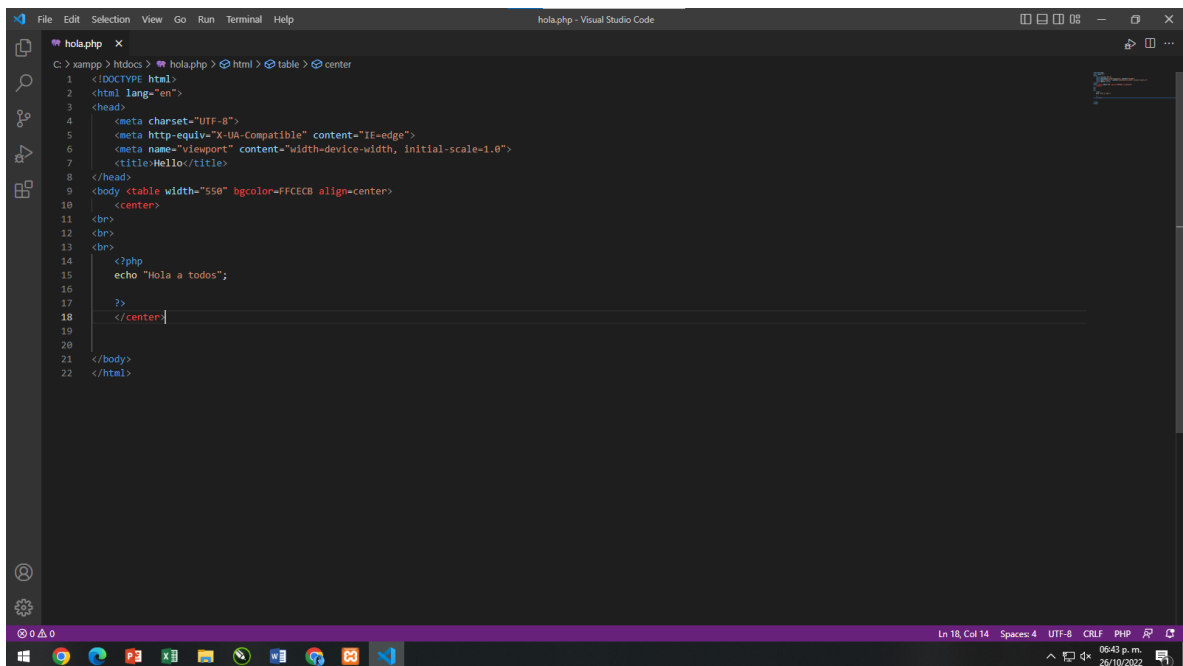 File Edit Selection View Go Run Terminal Help
hola.php - Visual Studio Code
hola.php
C: > xampp > htdocs > hola.php > html > table > center
1 <!DOCTYPE html>
2 <html lang="en">
3 <head>
4 <meta charset="UTF-8">
5 <meta http-equiv="X-UA-Compatible" content="IE=edge">
6 <meta name="viewport" content="width=device-width, initial-scale=1.0">
7 <title>Hello</title>
8 </head>
9 <body <table width="550" bgcolor=FFCECB align=center>
10 <center>
11 <br>
12 <br>
13 <br>
14 <?php
15 echo "Hola a todos";
16
17 ?>
18 </center>
19
20
21 </body>
22 </html>
0 0 Ln 18, Col 14 Spaces: 4 UTF-8 CRLF PHP
06:43 p. m.
26/10/2022